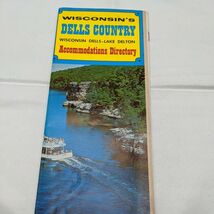 WISCONSIN'S
DELLS COUNTRY
WISCONSIN DELLS-LAKE DELTON
Accommodations Directory